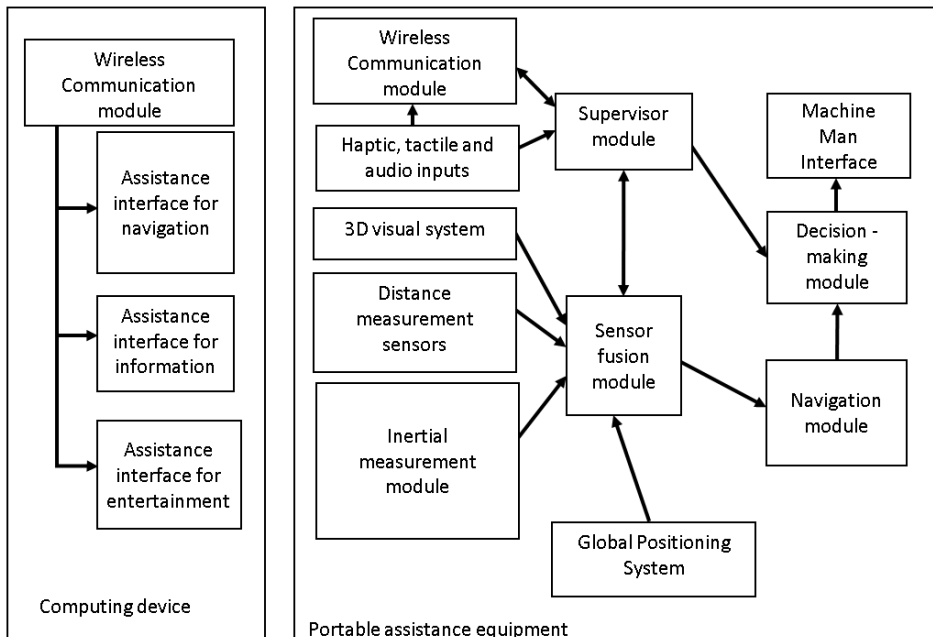 Wireless
Communication
module
Assistance
interface for
navigation
Assistance
interface for
information
Assistance
interface for
entertainment
Computing device
Wireless
Communication
module
Haptic, tactile and
audio inputs
3D visual system
Distance
measurement
sensors
Inertial
measurement
module
Supervisor
module
Sensor
fusion
module
Global Positioning
System
Machine
Man
Interface
Decision -
making
module
Navigation
module
Portable assistance equipment